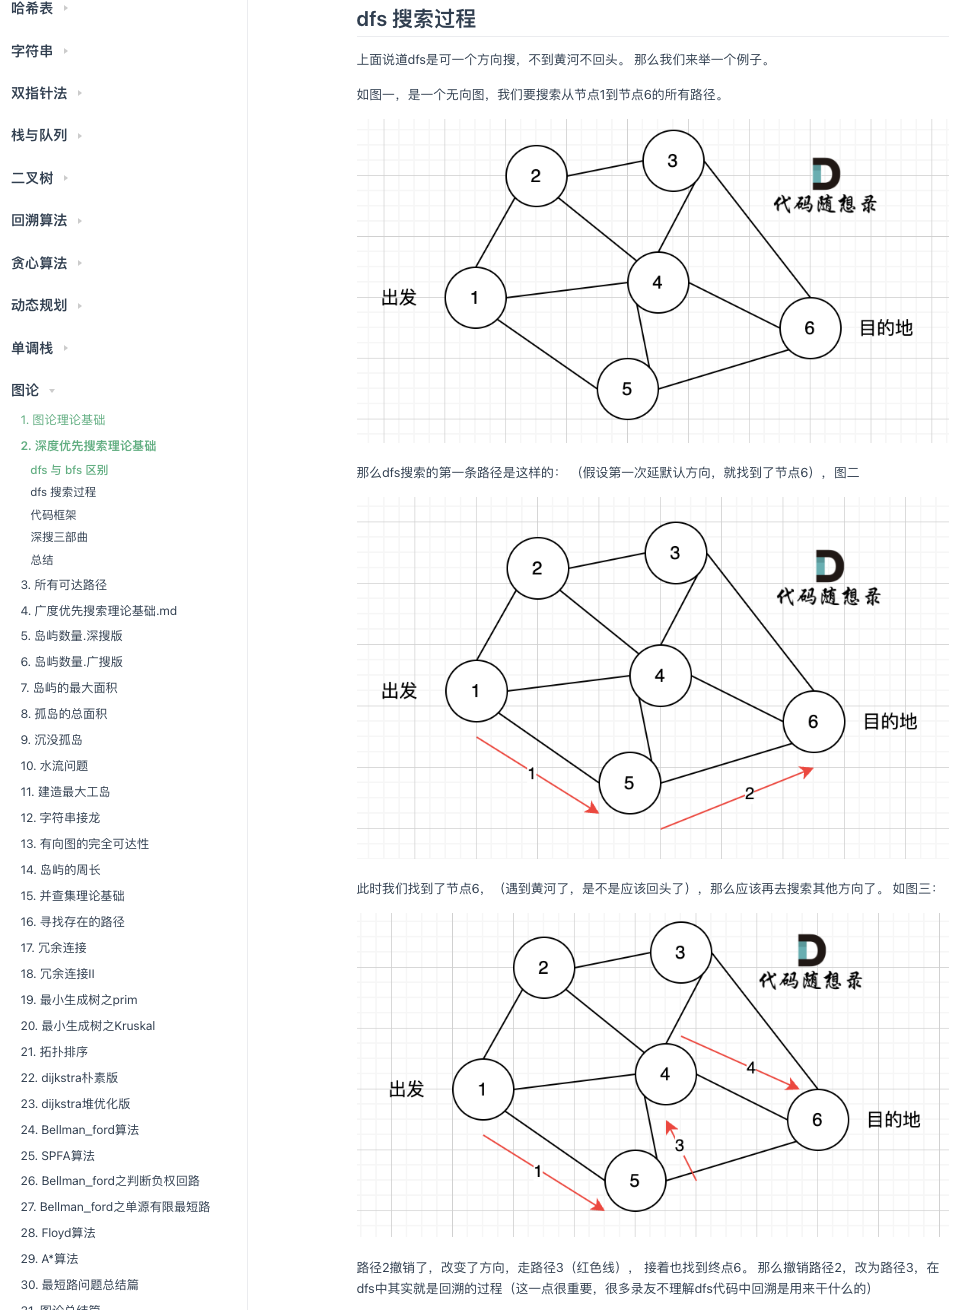 哈希表
字符串
双指针法
栈与队列
二叉树
回溯算法
贪心算法
动态规划
单调栈
图论
1. 图论理论基础
2. 深度优先搜索理论基础
dfs 与 bfs 区别
dfs 搜索过程
代码框架
深搜三部曲
总结
3. 所有可达路径
4. 广度优先搜索理论基础.md
5. 岛屿数量.深搜版
6. 岛屿数量.广搜版
7. 岛屿的最大面积
8. 孤岛的总面积
9. 沉没孤岛
10. 水流问题
11. 建造最大工岛
12. 字符串接龙
13. 有向图的完全可达性
14. 岛屿的周长
15. 并查集理论基础
16. 寻找存在的路径
17. 冗余连接
18. 冗余连接II
19. 最小生成树之prim
20. 最小生成树之Kruskal
21. 拓扑排序
22. dijkstra朴素版
23. dijkstra堆优化版
24. Bellman_ford算法
25. SPFA算法
26. Bellman_ford之判断负权回路
27. Bellman_ford之单源有限最短路
28. Floyd算法
29. A*算法
30. 最短路问题总结篇
31. 图论总结篇
dfs 搜索过程
上面说道dfs是可一个方向搜，不到黄河不回头。 那么我们来举一个例子。
如图一，是一个无向图，我们要搜索从节点1到节点6的所有路径。
2
3
代码随想录
出发
1
4
6
目的地
5
那么dfs搜索的第一条路径是这样的： （假设第一次延默认方向，就找到了节点6），图二
2
3
代码随想录
出发
1
4
6
目的地
5
1
2
此时我们找到了节点6，（遇到黄河了，是不是应该回头了），那么应该再去搜索其他方向了。 如图三：
2
3
代码随想录
出发
1
4
4
6
目的地
3
1
5
路径2撤销了，改变了方向，走路径3（红色线）， 接着也找到终点6。 那么撤销路径2，改为路径3，在
dfs中其实就是回溯的过程（这一点很重要，很多录友不理解dfs代码中回溯是用来干什么的）